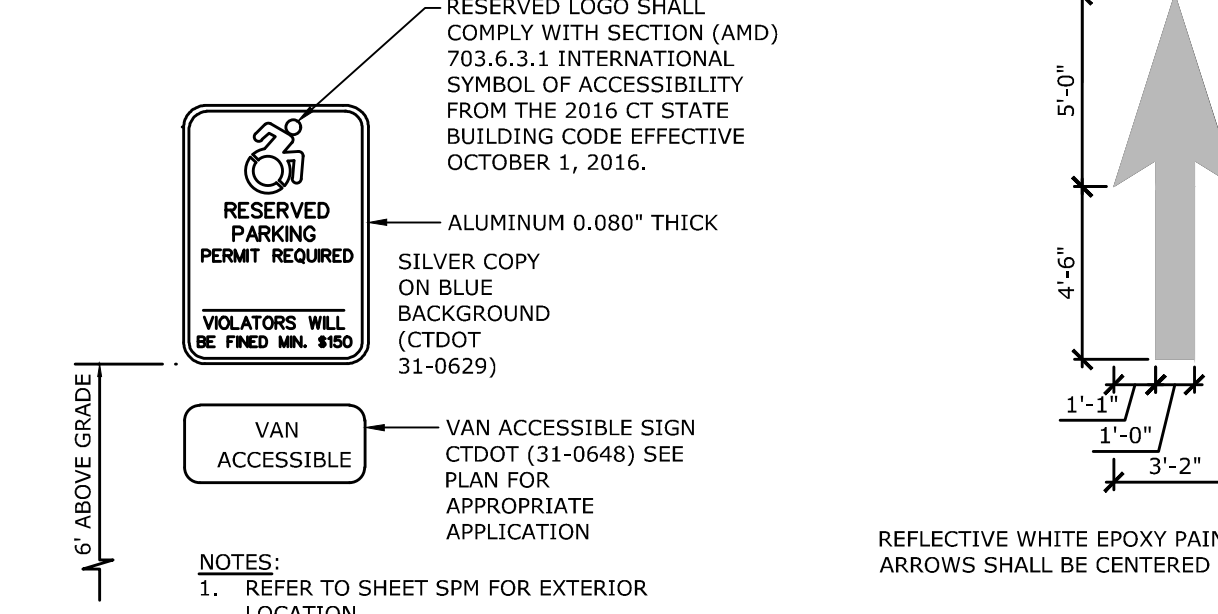 RESERVED LOGO SHALL
COMPLY WITH SECTION (AMD)
703.6.3.1 INTERNATIONAL
SYMBOL OF ACCESSIBILITY
FROM THE 2016 CT STATE
BUILDING CODE EFFECTIVE
OCTOBER 1, 2016.
RESERVED
PARKING
PERMIT REQUIRED
VIOLATORS WILL
BE FINED MIN. $150
ALUMINUM 0.080" THICK
SILVER COPY
ON BLUE
BACKGROUND
(CTDOT
31-0629)
6' ABOVE GRADE
VAN
ACCESSIBLE
VAN ACCESSIBLE SIGN
CTDOT (31-0648) SEE
PLAN FOR
APPROPRIATE
APPLICATION
NOTES:
1. REFER TO SHEET SPM FOR EXTERIOR
LOCATION
5'-0"
4'-6"
1'-1"
1'-0"
3'-2"
REFLECTIVE WHITE EPOXY PAIN
ARROWS SHALL BE CENTERED